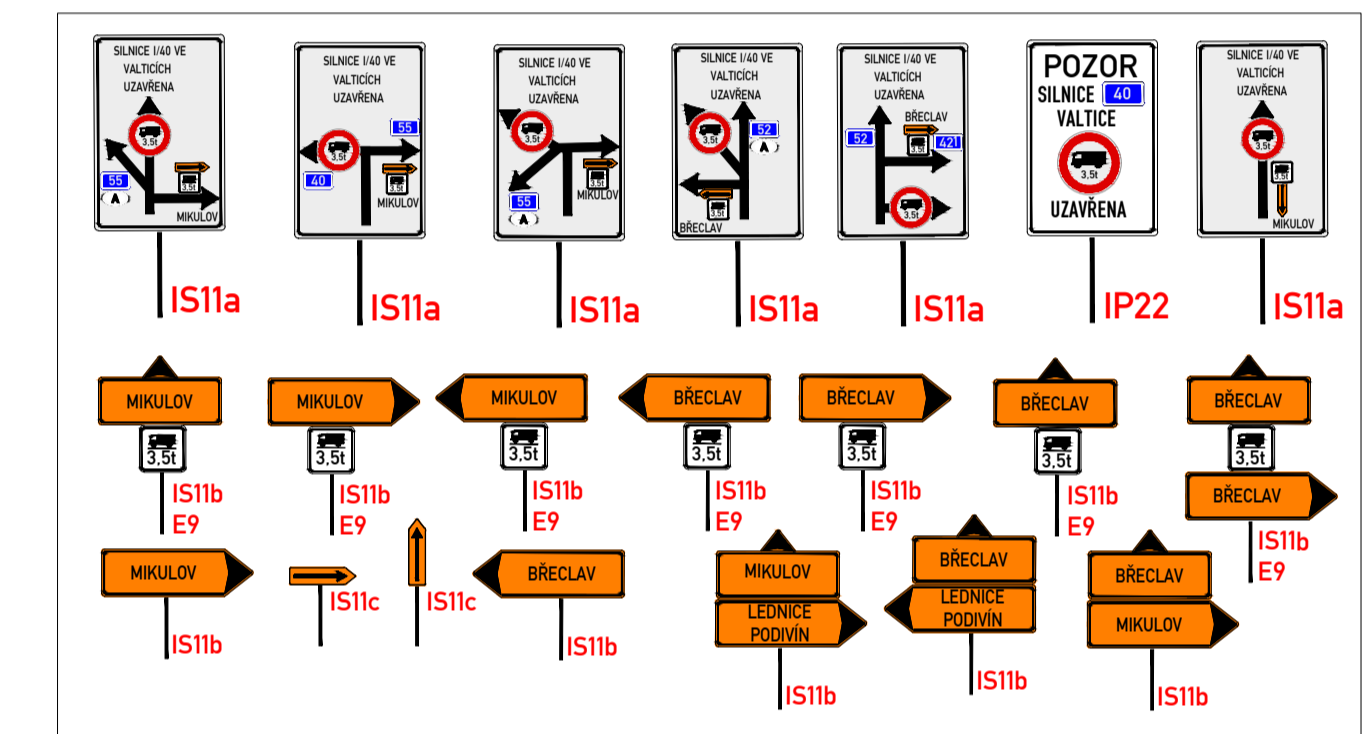 SILNICE I/40 VE
VALTICÍCH
UZAVŘENA
3,5t
55
A
3,5t
MIKULOV
IS11a
SILNICE I/40 VE
VALTICÍCH
UZAVŘENA
55
3,5t
40
3,5t
MIKULOV
IS11a
SILNICE I/40 VE
VALTICÍCH
UZAVŘENA
3,5t
3,5t
MIKULOV
55
A
IS11a
SILNICE I/40 VE
VALTICÍCH
UZAVŘENA
52
A
3,5t
3,5t
BŘECLAV
IS11a
SILNICE I/40 VE
VALTICÍCH
UZAVŘENA
BŘECLAV
52
3,5t
421
3,5t
IS11a
POZOR
SILNICE 40
VALTICE
3,5t
UZAVŘENA
IP22
SILNICE I/40 VE
VALTICÍCH
UZAVŘENA
3,5t
3,5t
MIKULOV
IS11a
MIKULOV
3,5t
IS11b
E9
MIKULOV
3,5t
IS11b
E9
MIKULOV
3,5t
IS11b
E9
BŘECLAV
3,5t
IS11b
E9
BŘECLAV
3,5t
IS11b
E9
BŘECLAV
3,5t
IS11b
E9
BŘECLAV
3,5t
BŘECLAV
IS11b
E9
MIKULOV
IS11b
IS11c
IS11c
BŘECLAV
IS11b
MIKULOV
LEDNICE
PODIVÍN
IS11b
BŘECLAV
LEDNICE
PODIVÍN
IS11b
BŘECLAV
MIKULOV
IS11b